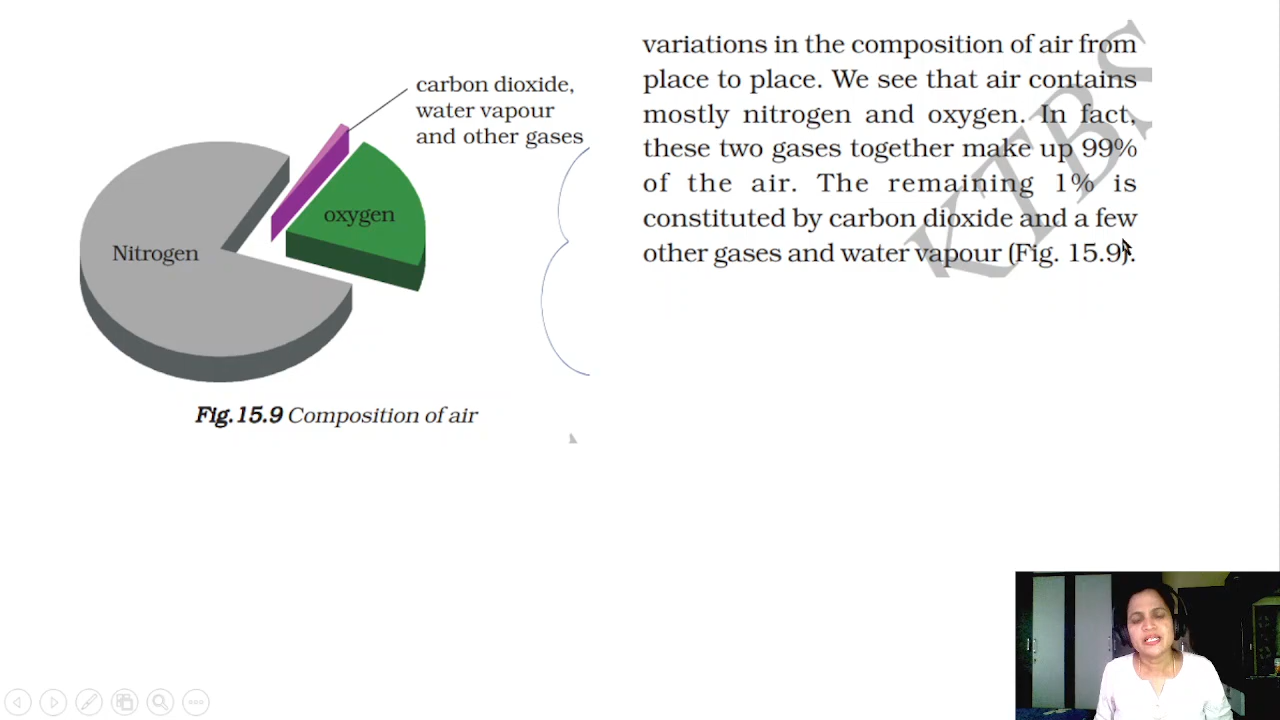 carbon dioxide,
water vapour
and other gases
oxygen
Nitrogen
Fig.15.9 Composition of air
variations in the composition of air from
place to place. We see that air contains
mostly nitrogen and oxygen. In fact,
these two gases together make up 99%
of the air. The remaining 1% is
constituted by carbon dioxide and a few
other gases and water vapour (Fig. 15.9).
KTBS